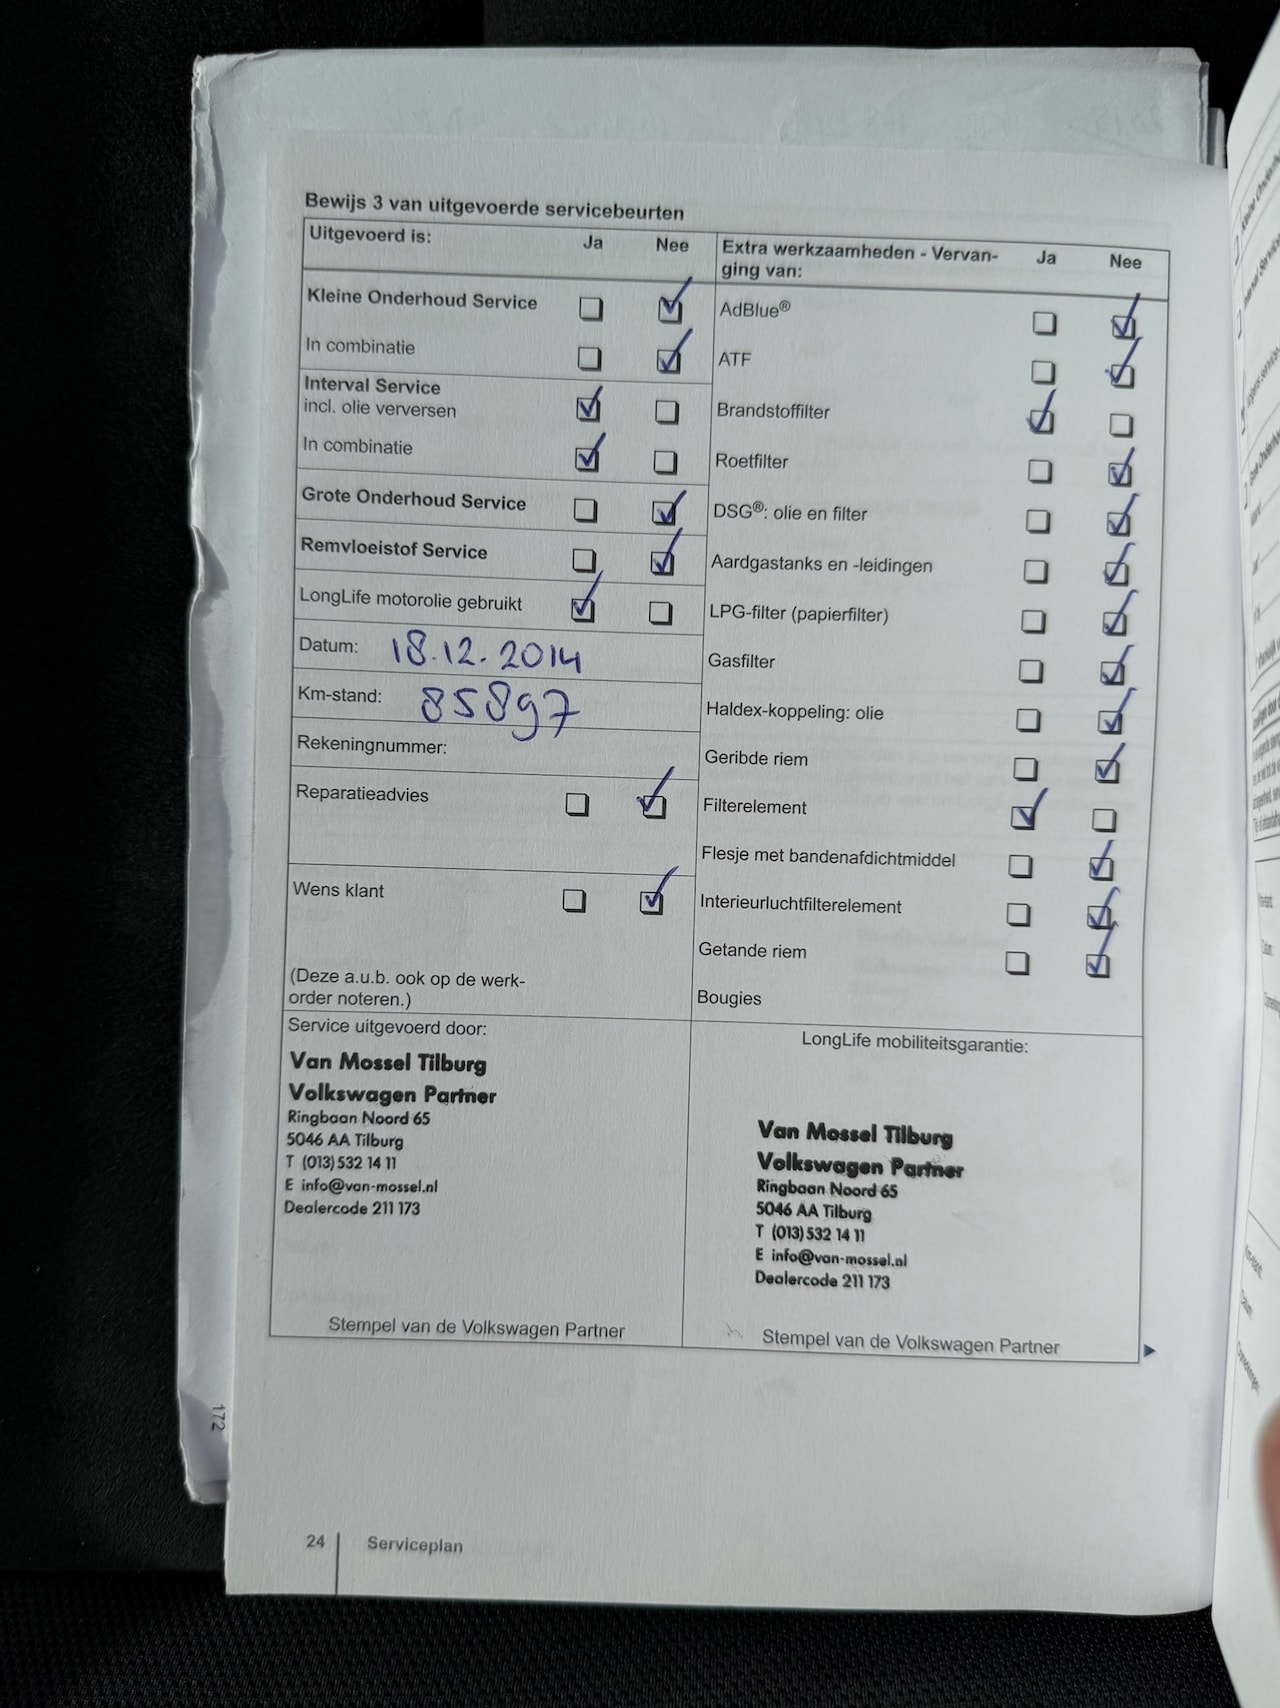 Bewijs 3 van uitgevoerde servicebeurten
Uitgevoerd is: Ja Nee
Kleine Onderhoud Service
In combinatie
Interval Service
incl. olie verversen
In combinatie
Grote Onderhoud Service
Remvloeistof Service
LongLife motorolie gebruikt
Datum: 18.12.2014
Km-stand: 85897
Rekeningnummer:
Reparatieadvies
Wens klant
(Deze a.u.b. ook op de werk-
order noteren.)
Extra werkzaamheden - Vervan- Ja Nee
ging van:
AdBlue®
ATF
Brandstoffilter
Roetfilter
DSG®: olie en filter
Aardgastanks en -leidingen
LPG-filter (papierfilter)
Gasfilter
Haldex-koppeling: olie
Geribde riem
Filterelement
Flesje met bandenafdichtmiddel
Interieurluchtfilterelement
Getande riem
Bougies
Service uitgevoerd door:
Van Mossel Tilburg
Volkswagen Partner
Ringbaan Noord 65
5046 AA Tilburg
T (013) 532 14 11
E info@van-mossel.nl
Dealercode 211 173
Stempel van de Volkswagen Partner
LongLife mobiliteitsgarantie:
Van Mossel Tilburg
Volkswagen Partner
Ringbaan Noord 65
5046 AA Tilburg
T (013) 532 14 11
E info@van-mossel.nl
Dealercode 211 173
Stempel van de Volkswagen Partner
172
24 Serviceplan